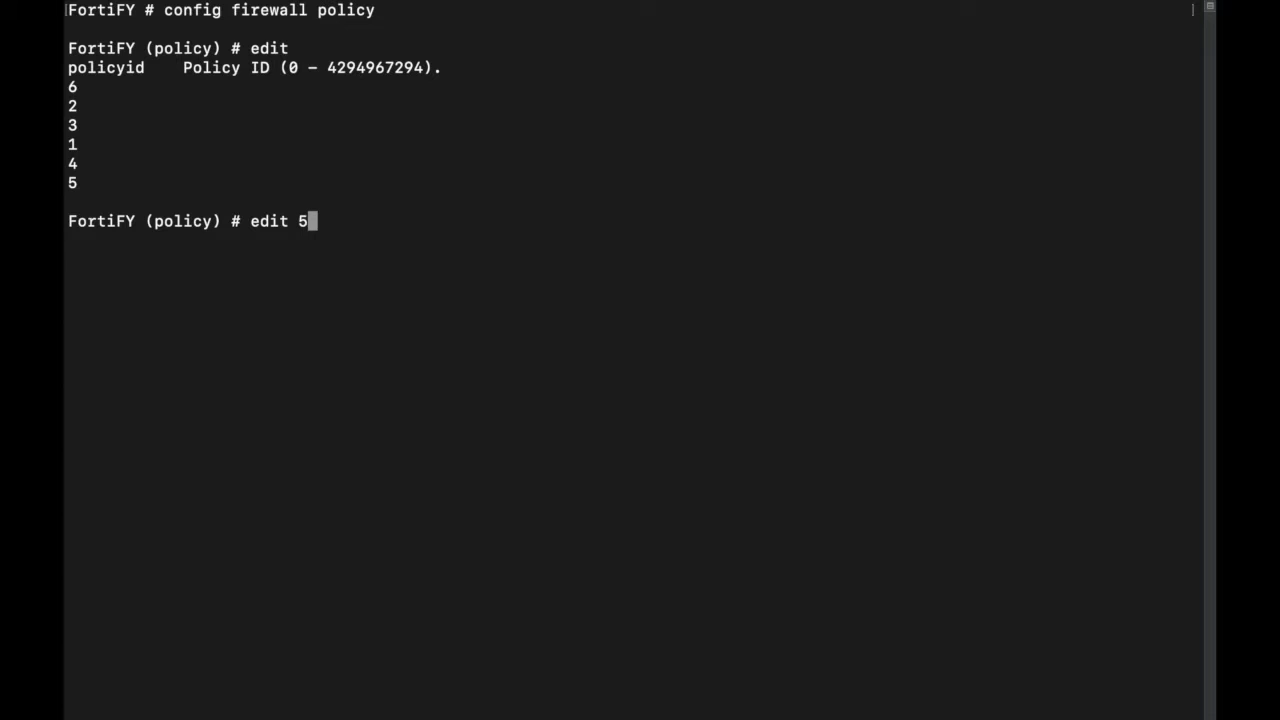 FortiFY # config firewall policy
FortiFY (policy) # edit
policyid    Policy ID (0 - 4294967294).
6
2
3
1
4
5
FortiFY (policy) # edit 5